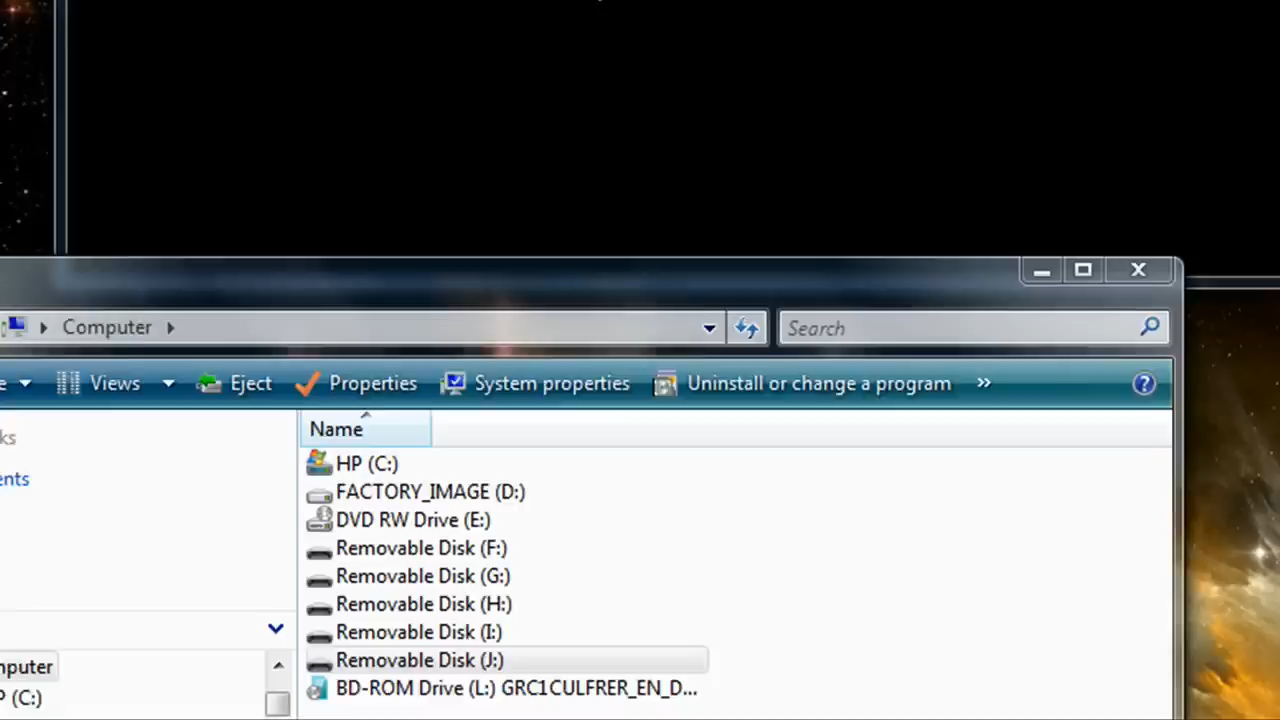 Computer
Search
e Views Eject Properties System properties Uninstall or change a program »
ks
Name
HP (C:)
ents
FACTORY_IMAGE (D:)
DVD RW Drive (E:)
Removable Disk (F:)
Removable Disk (G:)
Removable Disk (H:)
Removable Disk (I:)
Removable Disk (J:)
mputer
BD-ROM Drive (L:) GRC1CULFRER_EN_D...
P (C:)